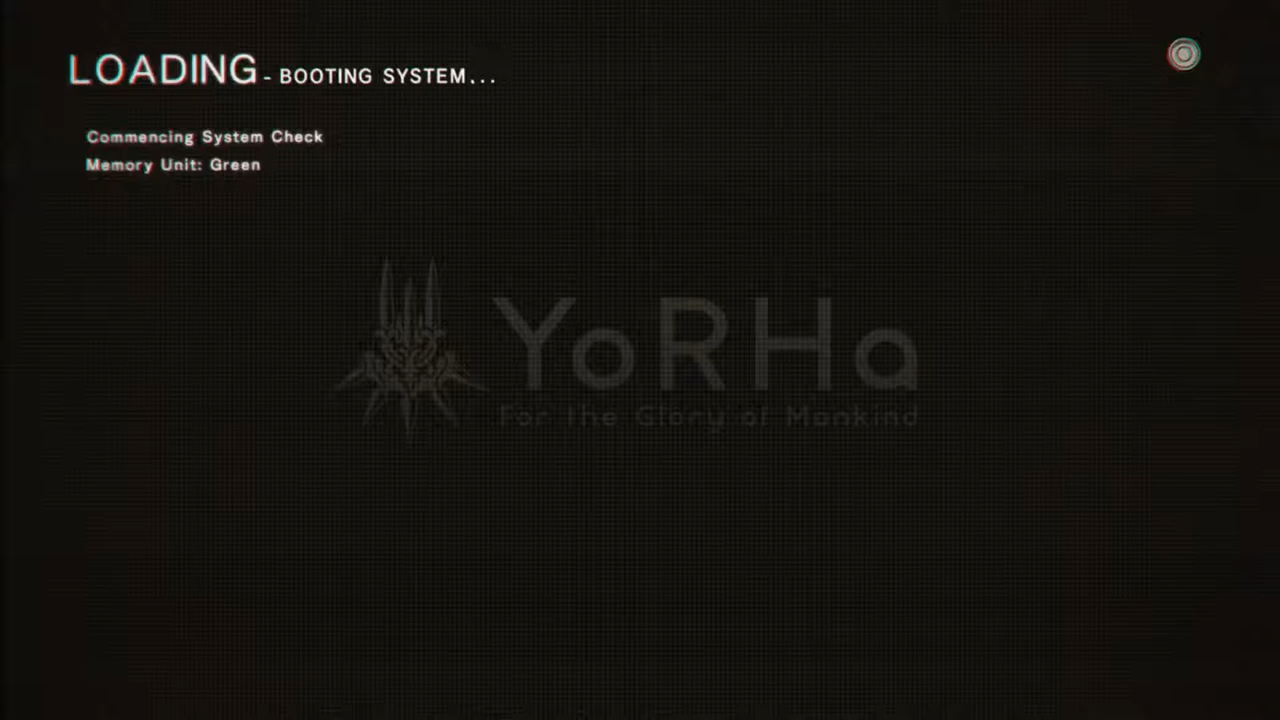 LOADING - BOOTING SYSTEM...
Commencing System Check
Memory Unit: Green
YoRHa
For the Glory of Mankind